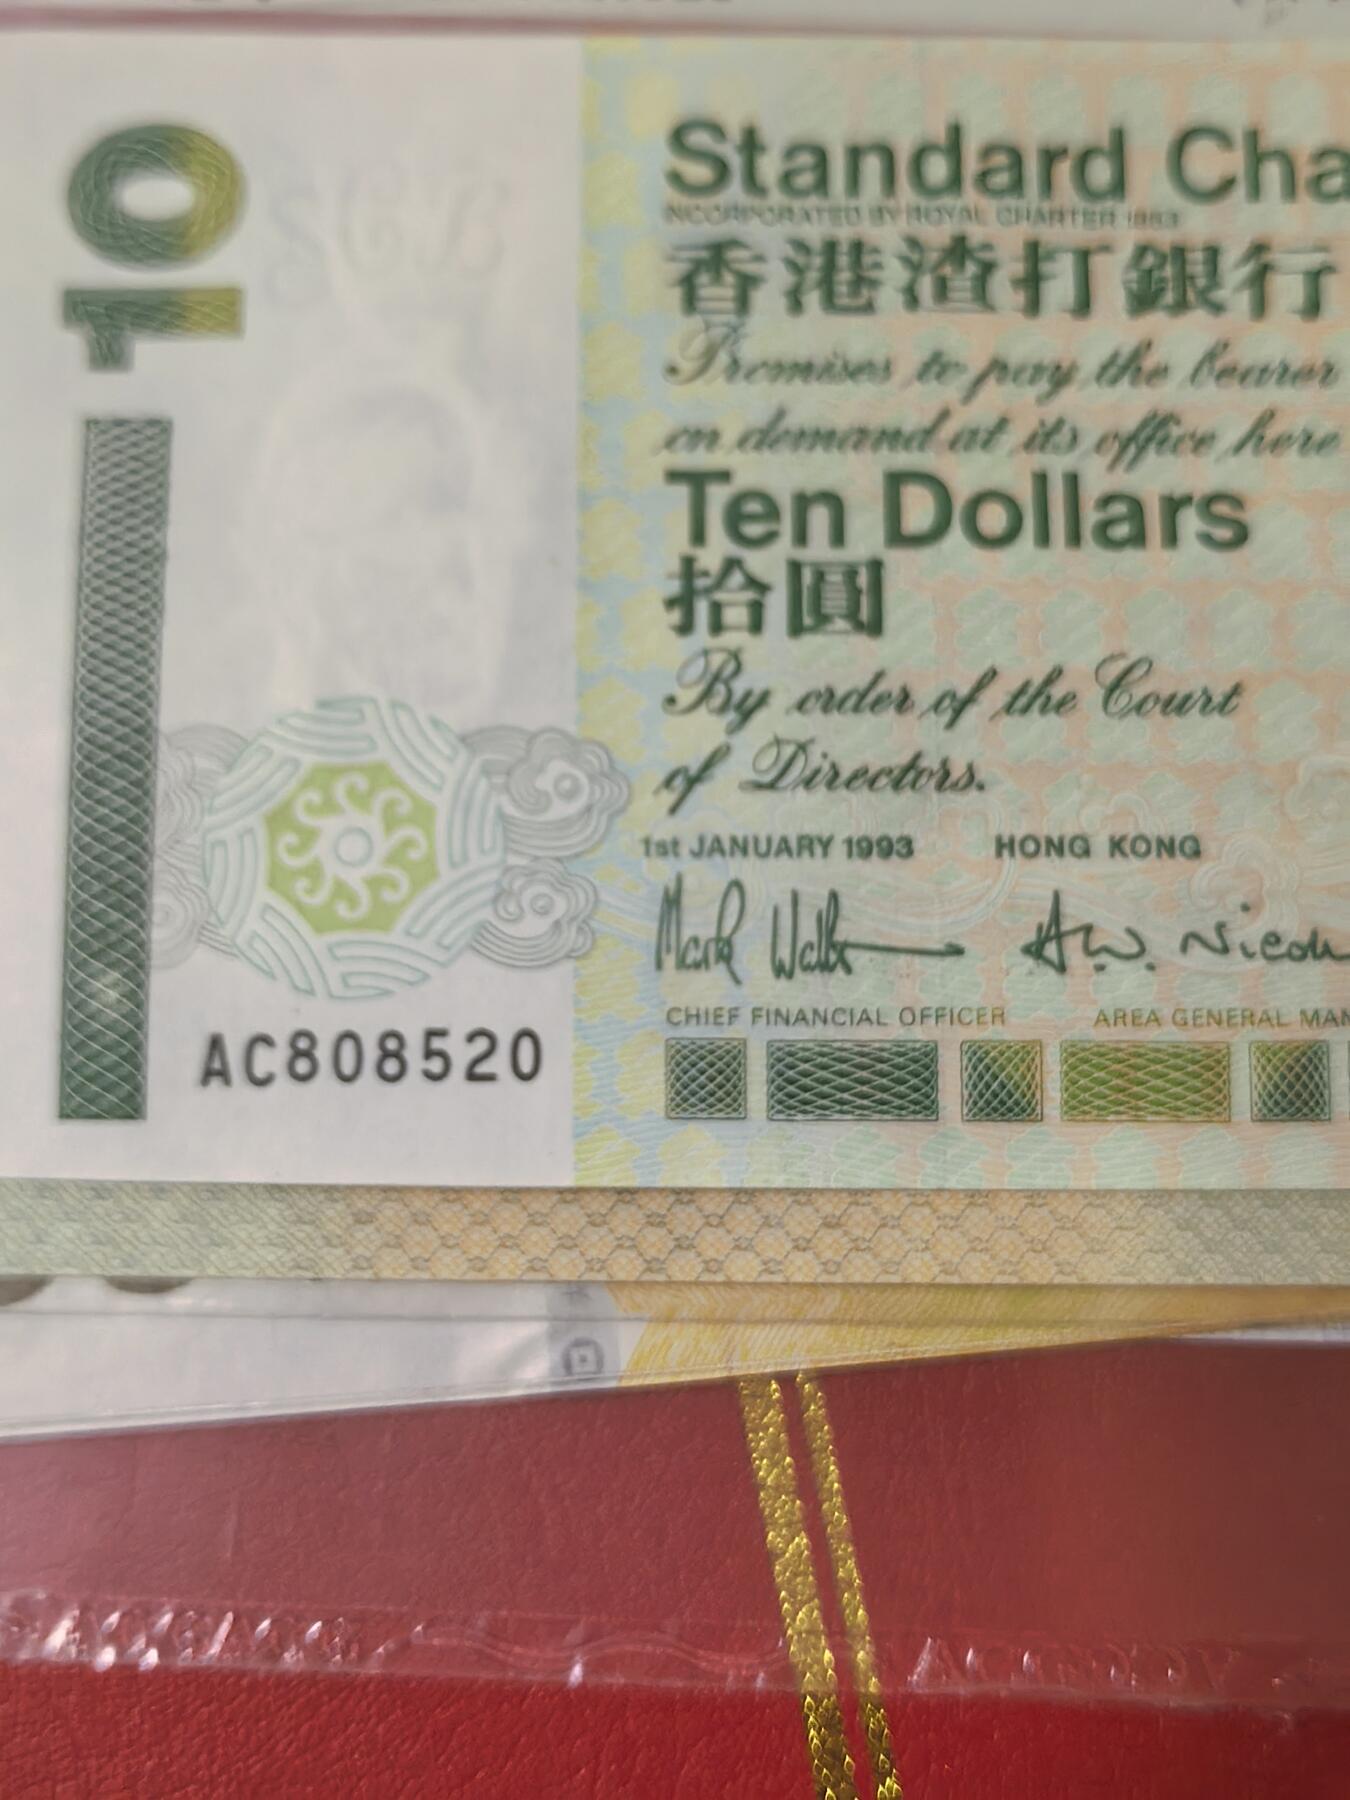 10
Standard Cha
INCORPORATED BY ROYAL CHARTER 1853
香港渣打銀行
Promises to pay the bearer
on demand at its office here
Ten Dollars
拾圓
By order of the Court
of Directors.
1st JANUARY 1993 HONG KONG
Mark
CHIEF FINANCIAL OFFICER AREA GENERAL MAN
AC808520